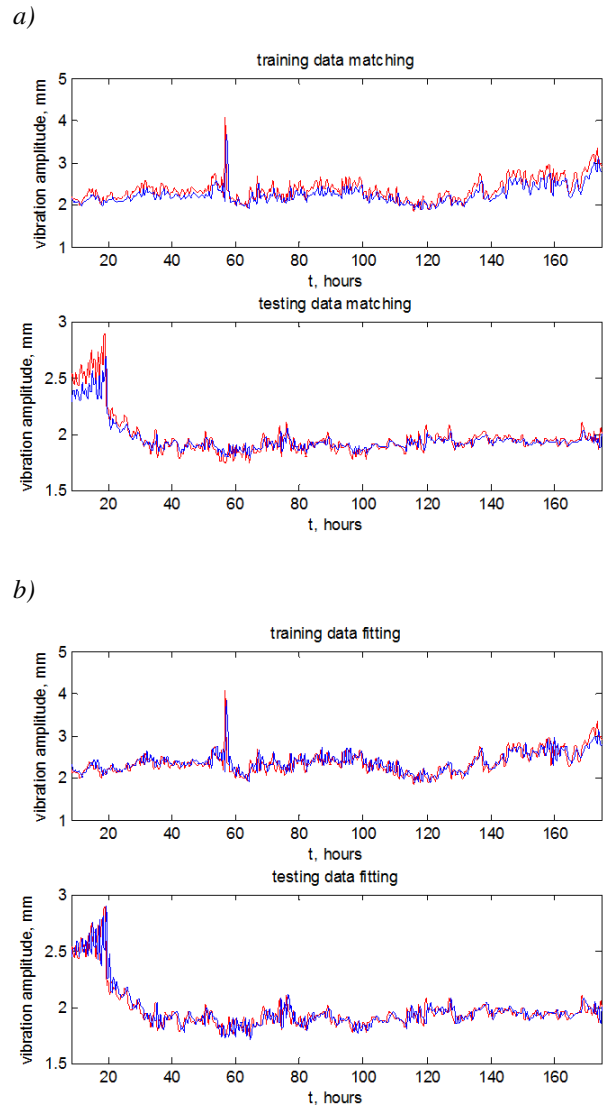 a)
training data matching
vibration amplitude, mm
5
4
3
2
1
20 40 60 80 100 120 140 160
t, hours
testing data matching
vibration amplitude, mm
3
2.5
2
1.5
20 40 60 80 100 120 140 160
t, hours
b)
training data fitting
vibration amplitude, mm
5
4
3
2
1
20 40 60 80 100 120 140 160
t, hours
testing data fitting
vibration amplitude, mm
3
2.5
2
1.5
20 40 60 80 100 120 140 160
t, hours